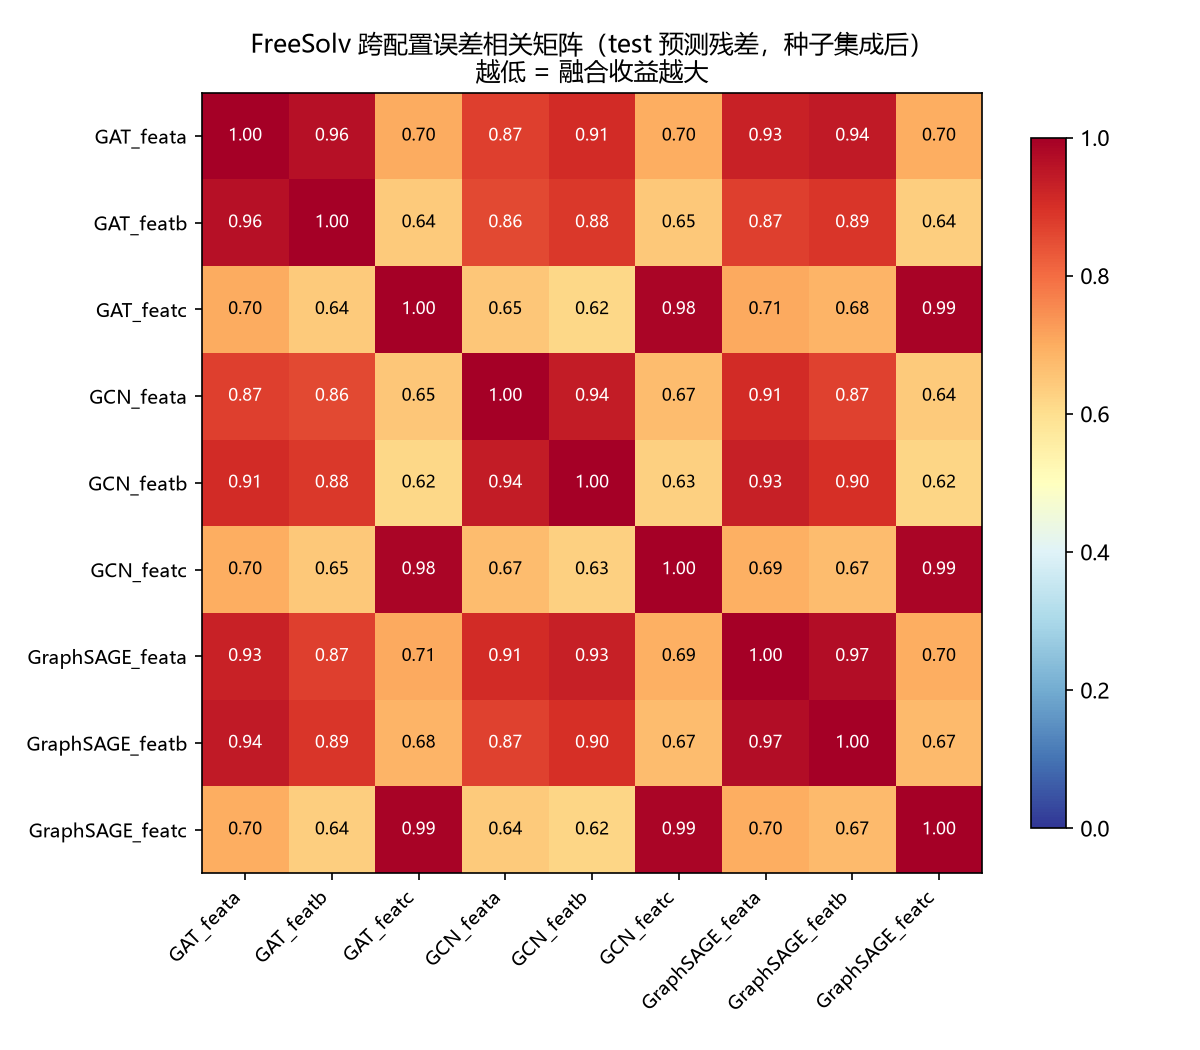 FreeSolv 跨配置误差相关矩阵（test 预测残差，种子集成后）
越低 = 融合收益越大
GAT_feata 1.00 0.96 0.70 0.87 0.91 0.70 0.93 0.94 0.70
GAT_featb 0.96 1.00 0.64 0.86 0.88 0.65 0.87 0.89 0.64
GAT_featc 0.70 0.64 1.00 0.65 0.62 0.98 0.71 0.68 0.99
GCN_feata 0.87 0.86 0.65 1.00 0.94 0.67 0.91 0.87 0.64
GCN_featb 0.91 0.88 0.62 0.94 1.00 0.63 0.93 0.90 0.62
GCN_featc 0.70 0.65 0.98 0.67 0.63 1.00 0.69 0.67 0.99
GraphSAGE_feata 0.93 0.87 0.71 0.91 0.93 0.69 1.00 0.97 0.70
GraphSAGE_featb 0.94 0.89 0.68 0.87 0.90 0.67 0.97 1.00 0.67
GraphSAGE_featc 0.70 0.64 0.99 0.64 0.62 0.99 0.70 0.67 1.00
GAT_feata
GAT_featb
GAT_featc
GCN_feata
GCN_featb
GCN_featc
GraphSAGE_feata
GraphSAGE_featb
GraphSAGE_featc
1.0
0.8
0.6
0.4
0.2
0.0